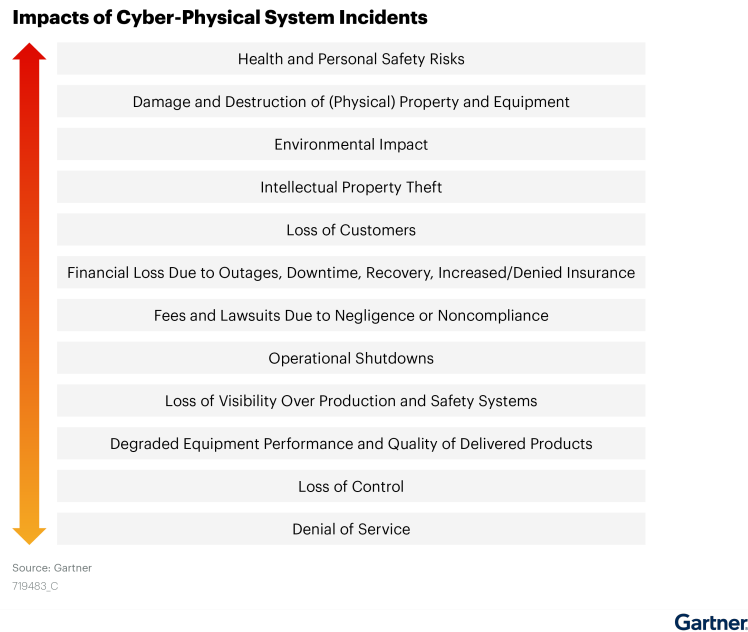 Impacts of Cyber-Physical System Incidents
Health and Personal Safety Risks
Damage and Destruction of (Physical) Property and Equipment
Environmental Impact
Intellectual Property Theft
Loss of Customers
Financial Loss Due to Outages, Downtime, Recovery, Increased/Denied Insurance
Fees and Lawsuits Due to Negligence or Noncompliance
Operational Shutdowns
Loss of Visibility Over Production and Safety Systems
Degraded Equipment Performance and Quality of Delivered Products
Loss of Control
Denial of Service
Source: Gartner
719483_C
Gartner